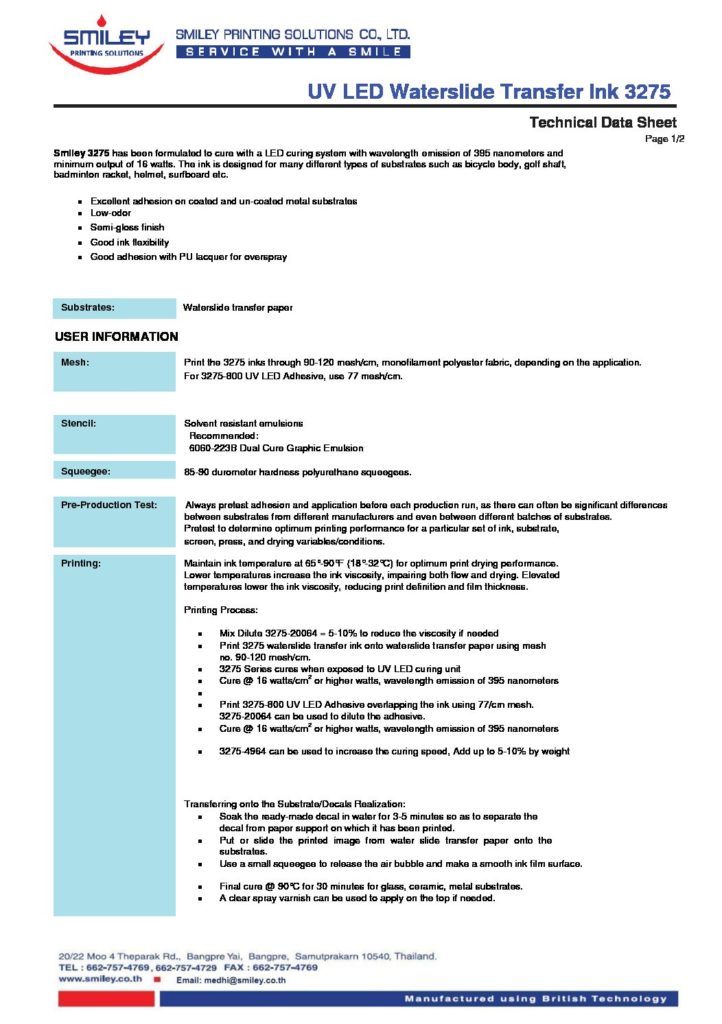 SMILEY
PRINTING SOLUTIONS
SMILEY PRINTING SOLUTIONS CO., LTD.
SERVICE WITH A SMILE
UV LED Waterslide Transfer Ink 3275
Technical Data Sheet
Page 1/2
Smiley 3275 has been formulated to cure with a LED curing system with wavelength emission of 395 nanometers and
minimum output of 16 watts. The ink is designed for many different types of substrates such as bicycle body, golf shaft,
badminton racket, helmet, surfboard etc.
▪ Excellent adhesion on coated and un-coated metal substrates
▪ Low-odor
▪ Semi-gloss finish
▪ Good ink flexibility
▪ Good adhesion with PU lacquer for overspray
Substrates: Waterslide transfer paper
USER INFORMATION
Mesh: Print the 3275 inks through 90-120 mesh/cm, monofilament polyester fabric, depending on the application.
For 3275-800 UV LED Adhesive, use 77 mesh/cm.
Stencil: Solvent resistant emulsions
Recommended:
6060-223B Dual Cure Graphic Emulsion
Squeegee: 85-90 durometer hardness polyurethane squeegees.
Pre-Production Test: Always pretest adhesion and application before each production run, as there can often be significant differences
between substrates from different manufacturers and even between different batches of substrates.
Pretest to determine optimum printing performance for a particular set of ink, substrate,
screen, press, and drying variables/conditions.
Printing: Maintain ink temperature at 65º-90ºF (18º-32ºC) for optimum print drying performance.
Lower temperatures increase the ink viscosity, impairing both flow and drying. Elevated
temperatures lower the ink viscosity, reducing print definition and film thickness.
Printing Process:
▪ Mix Dilute 3275-20064 = 5-10% to reduce the viscosity if needed
▪ Print 3275 waterslide transfer ink onto waterslide transfer paper using mesh
no. 90-120 mesh/cm.
▪ 3275 Series cures when exposed to UV LED curing unit
▪ Cure @ 16 watts/cm² or higher watts, wavelength emission of 395 nanometers
▪
▪ Print 3275-800 UV LED Adhesive overlapping the ink using 77/cm mesh.
3275-20064 can be used to dilute the adhesive.
▪ Cure @ 16 watts/cm² or higher watts, wavelength emission of 395 nanometers
▪ 3275-4964 can be used to increase the curing speed, Add up to 5-10% by weight
Transferring onto the Substrate/Decals Realization:
▪ Soak the ready-made decal in water for 3-5 minutes so as to separate the
decal from paper support on which it has been printed.
▪ Put or slide the printed image from water slide transfer paper onto the
substrates.
▪ Use a small squeegee to release the air bubble and make a smooth ink film surface.
▪ Final cure @ 90ºC for 30 minutes for glass, ceramic, metal substrates.
▪ A clear spray varnish can be used to apply on the top if needed.
20/22 Moo 4 Theparak Rd., Bangpre Yai, Bangpre, Samutprakarn 10540, Thailand.
TEL : 662-757-4769, 662-757-4729 FAX : 662-757-4769
www.smiley.co.th Email: medhi@smiley.co.th
Manufactured using British Technology